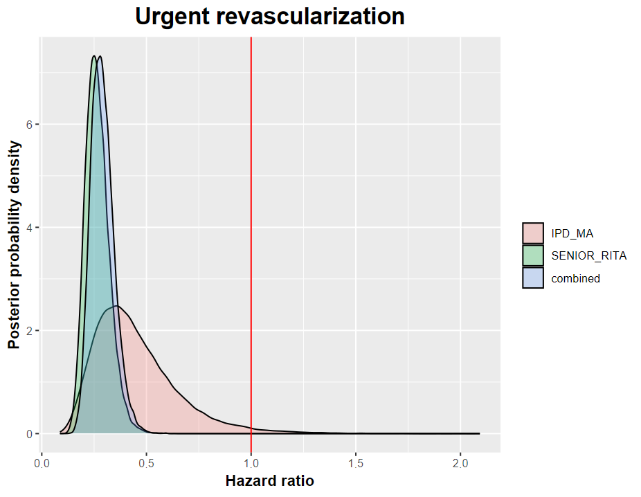 Urgent revascularization
Posterior probability density
6
4
2
0
0.0
0.5
1.0
1.5
2.0
Hazard ratio
IPD_MA
SENIOR_RITA
combined